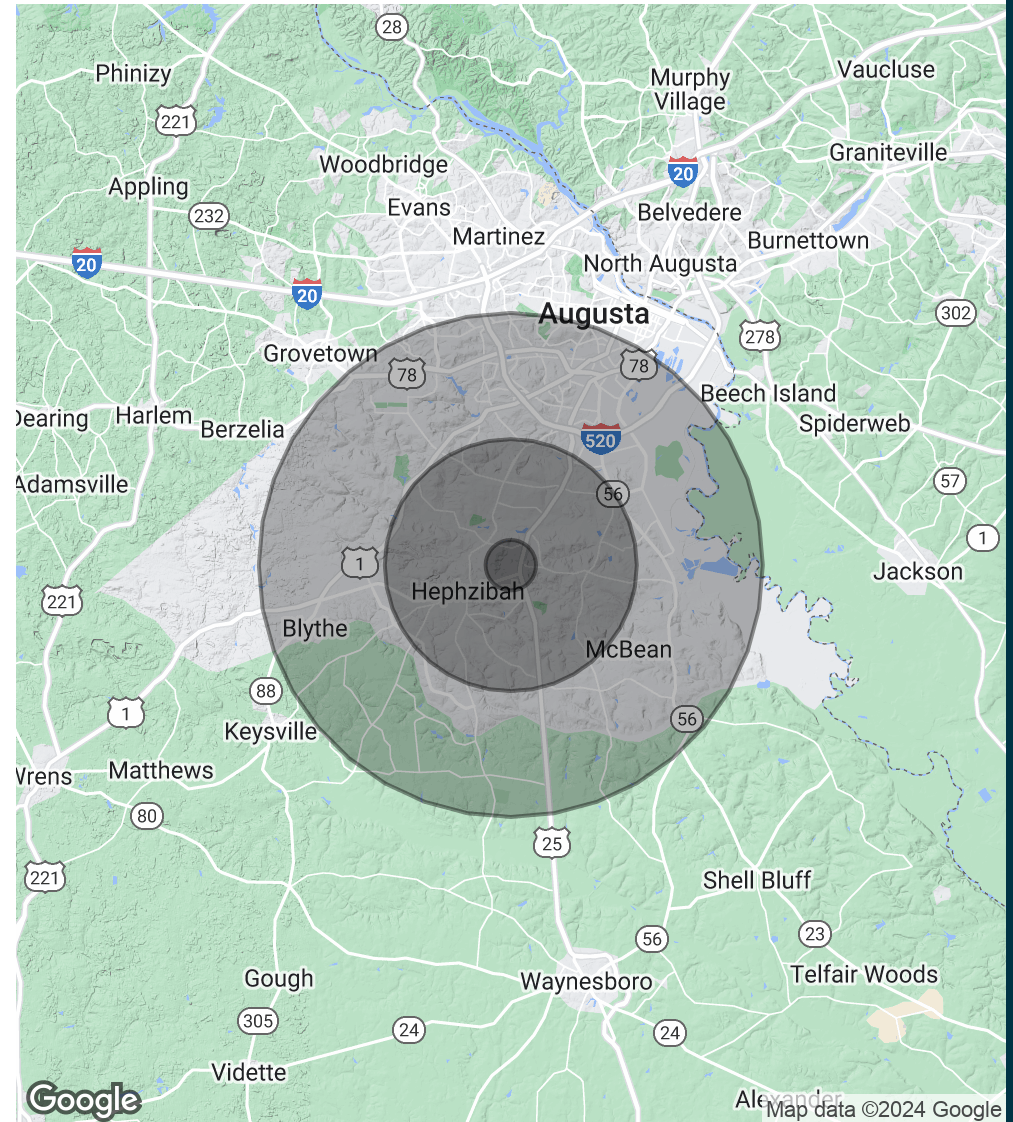 28
Phinizy
Murphy
Village
Vaucluse
221
Woodbridge
20
Graniteville
Appling
232
Evans
Belvedere
Martinez
Burnettown
20
North Augusta
20
Augusta
302
278
Grovetown
78
78
Beech Island
Dearing
Harlem
Berzelia
Spiderweb
520
Adamsville
57
56
1
1
Jackson
221
Hephzibah
Blythe
McBean
88
1
56
Keysville
Wrens
Matthews
80
25
221
Shell Bluff
23
56
Gough
Waynesboro
Telfair Woods
305
24
24
Vidette
Google
Alexander
Map data ©2024 Google